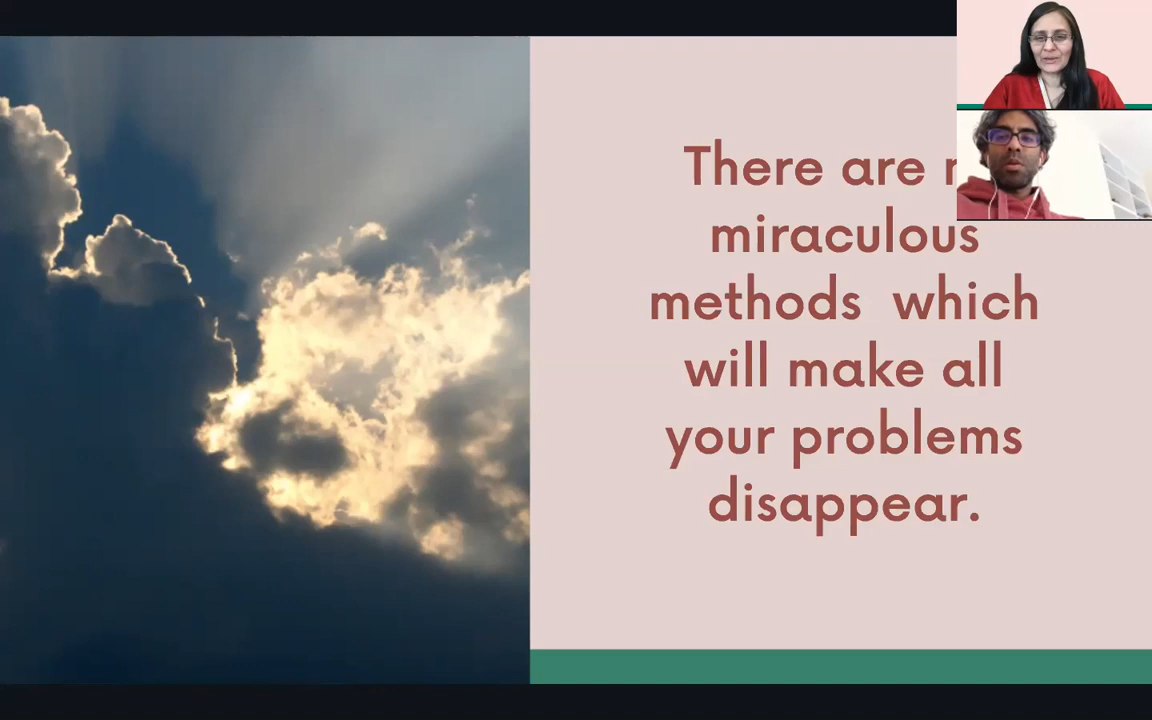 There are
miraculous
methods which
will make all
your problems
disappear.